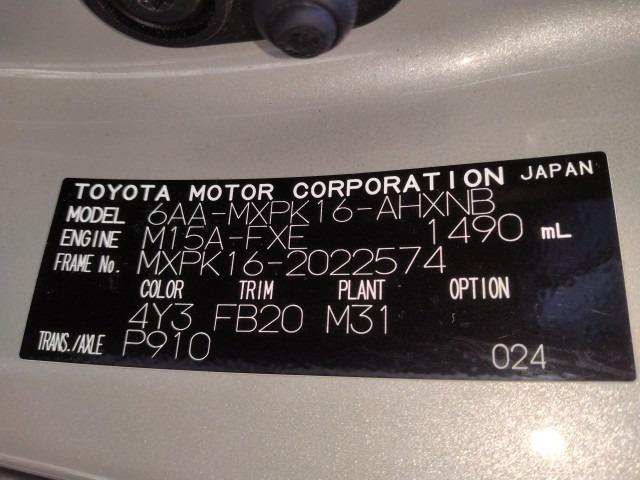 TOYOTA MOTOR CORPORATION JAPAN
MODEL 6AA-MXPK16-AHXNB
ENGINE M15A-FXE 1490 mL
FRAME No. MXPK16-2022574
COLOR TRIM PLANT OPTION
4Y3 FB20 M31
TRANS./AXLE P910 024